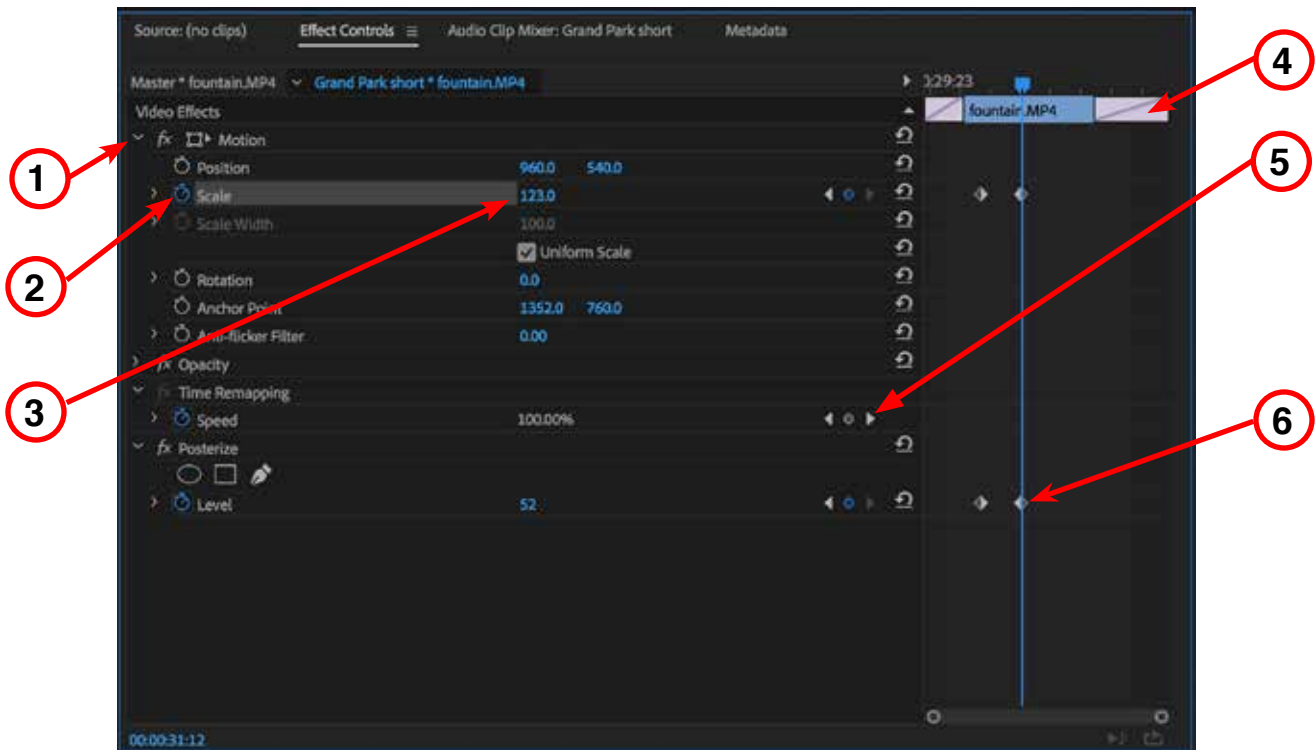 Source: (no clips) Effect Controls Audio Clip Mixer: Grand Park short Metadata
Master * fountain.MP4 Grand Park short * fountain.MP4 ;29:23
Video Effects fountain.MP4
fx Motion
Position 960.0 540.0
Scale 123.0
Scale Width 100.0
Uniform Scale
Rotation 0.0
Anchor Point 1352.0 760.0
Anti-flicker Filter 0.00
fx Opacity
fx Time Remapping
Speed 100.00%
fx Posterize
Level 52
00:00:31:12
1
2
3
4
5
6